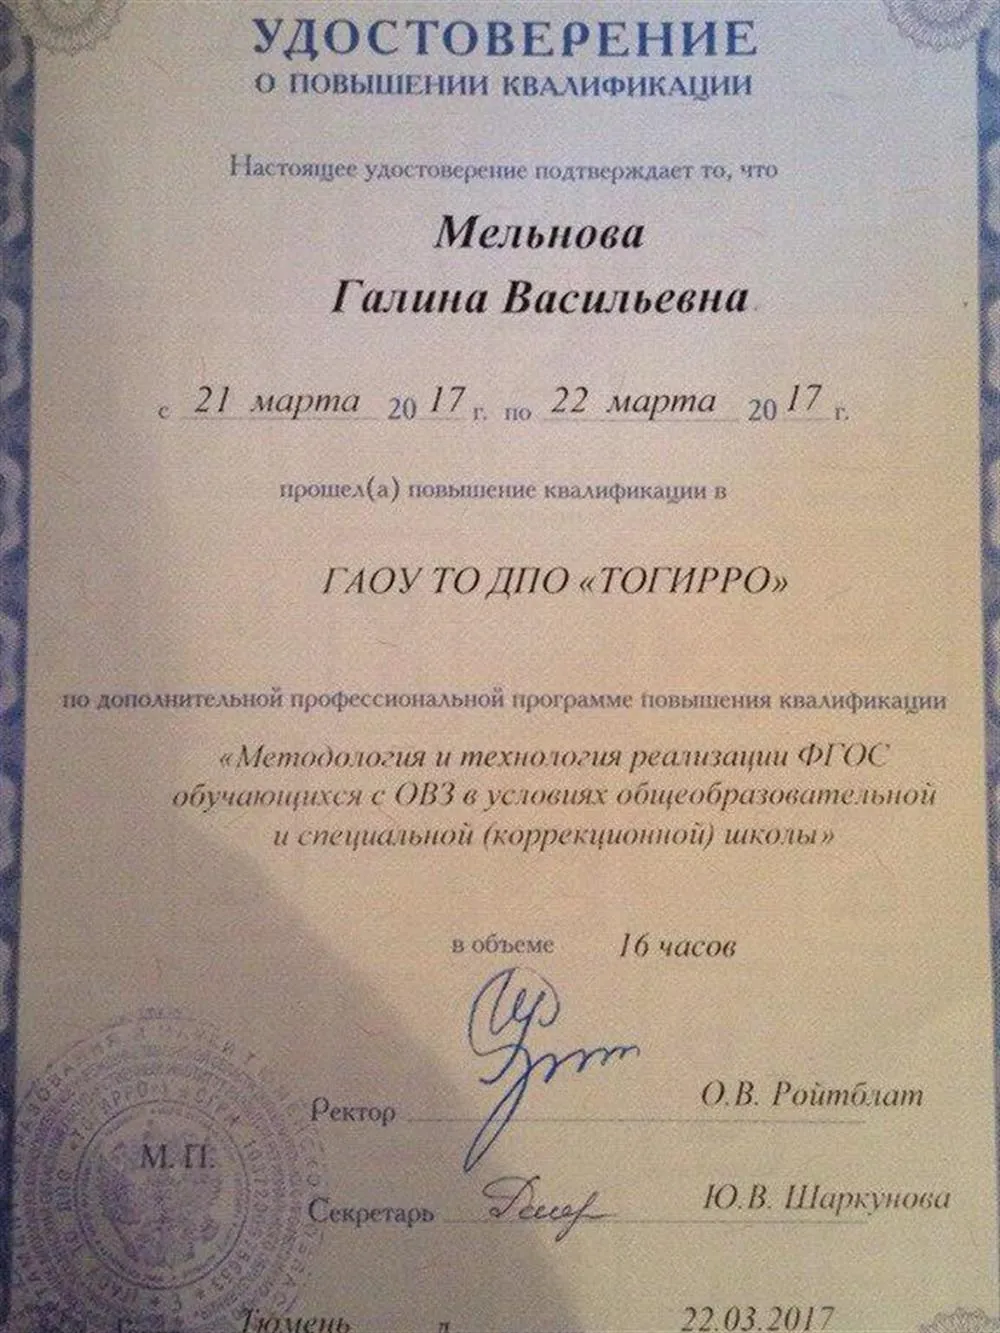 УДОСТОВЕРЕНИЕ
О ПОВЫШЕНИИ КВАЛИФИКАЦИИ
Настоящее удостоверение подтверждает то, что
Мельнова
Галина Васильевна
с 21 марта 2017 г. по 22 марта 2017 г.
прошел(а) повышение квалификации в
ГАОУ ТО ДПО «ТОГИРРО»
по дополнительной профессиональной программе повышения квалификации
«Методология и технология реализации ФГОС
обучающихся с ОВЗ в условиях общеобразовательной
и специальной (коррекционной) школы»
в объеме 16 часов
Ректор О.В. Ройтблат
М. П.
Секретарь Ю.В. Шаркунова
Тюмень 22.03.2017